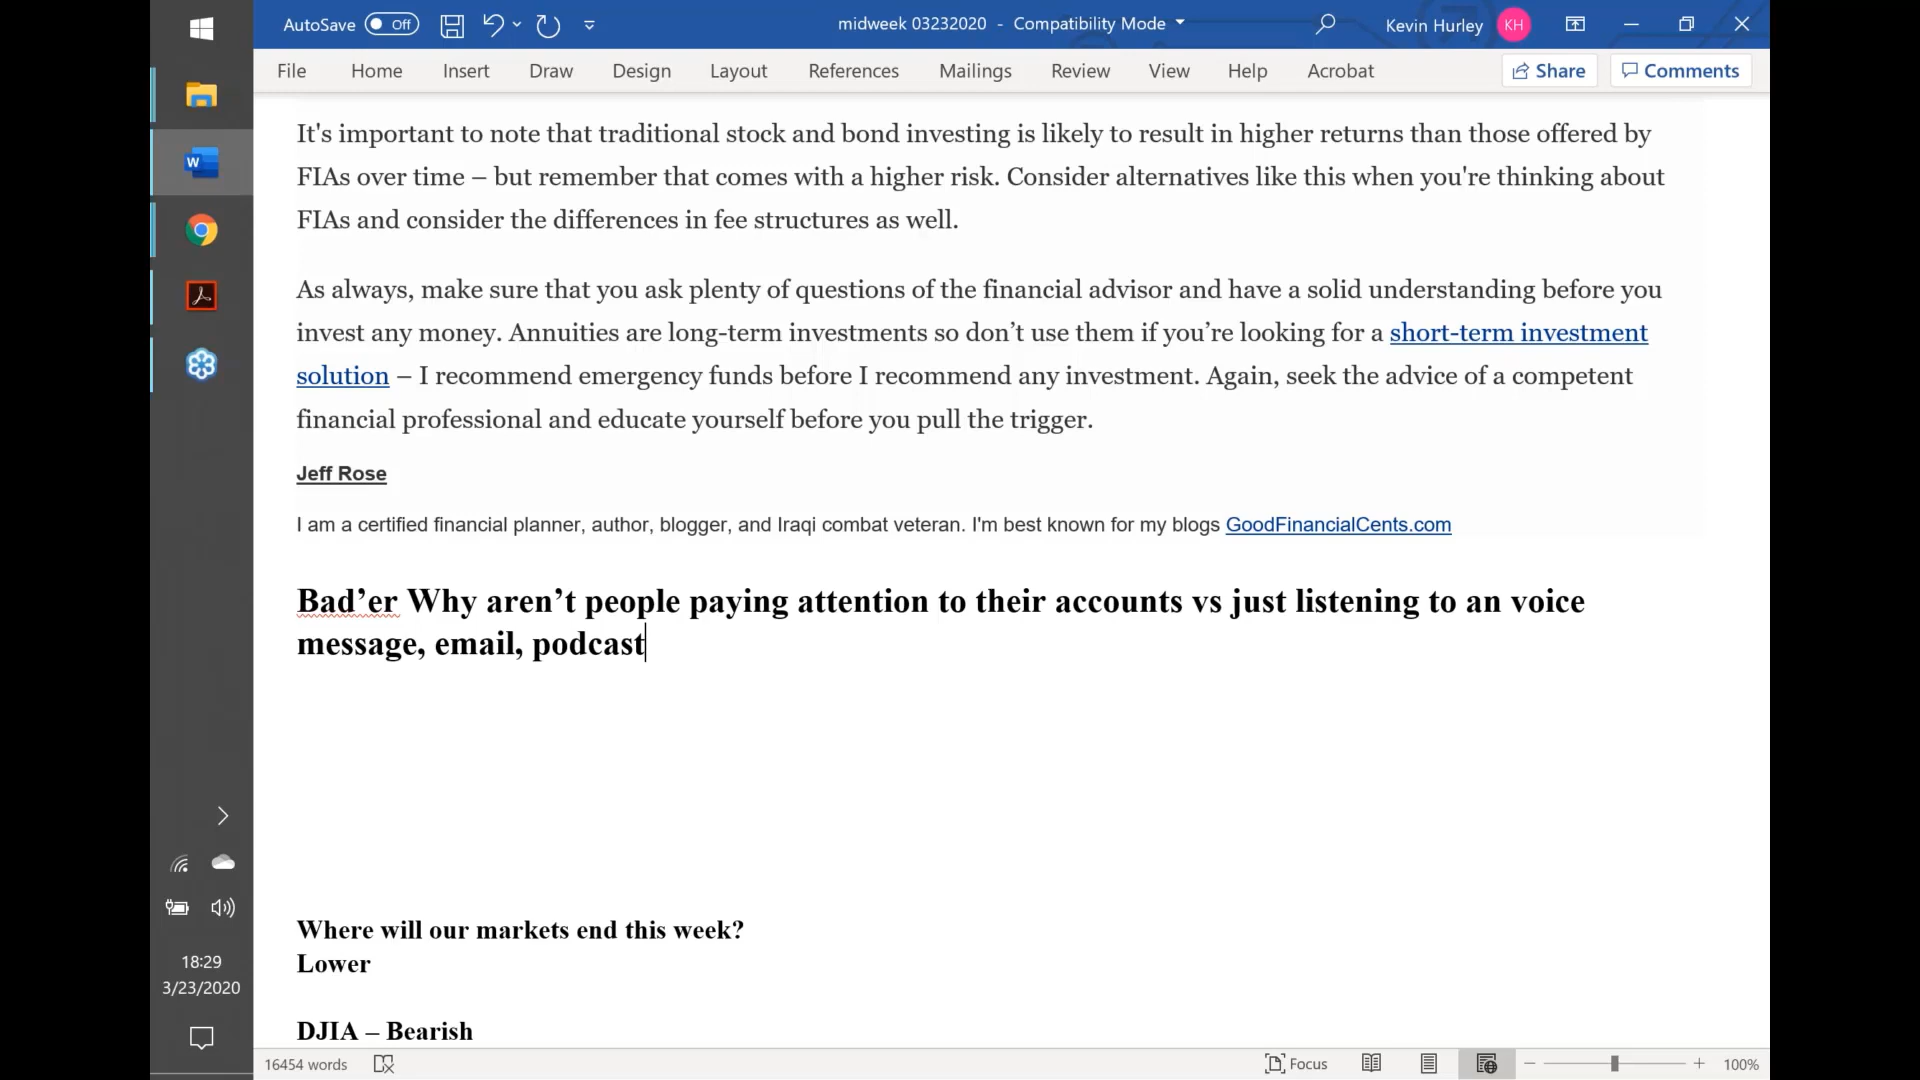 AutoSave Off midweek 03232020 - Compatibility Mode Kevin Hurley KH
File Home Insert Draw Design Layout References Mailings Review View Help Acrobat Share Comments
It's important to note that traditional stock and bond investing is likely to result in higher returns than those offered by
FIAs over time – but remember that comes with a higher risk. Consider alternatives like this when you're thinking about
FIAs and consider the differences in fee structures as well.
As always, make sure that you ask plenty of questions of the financial advisor and have a solid understanding before you
invest any money. Annuities are long-term investments so don’t use them if you’re looking for a short-term investment
solution – I recommend emergency funds before I recommend any investment. Again, seek the advice of a competent
financial professional and educate yourself before you pull the trigger.
Jeff Rose
I am a certified financial planner, author, blogger, and Iraqi combat veteran. I'm best known for my blogs GoodFinancialCents.com
Bad’er Why aren’t people paying attention to their accounts vs just listening to an voice
message, email, podcast
Where will our markets end this week?
Lower
DJIA – Bearish
18:29
3/23/2020
16454 words Focus 100%